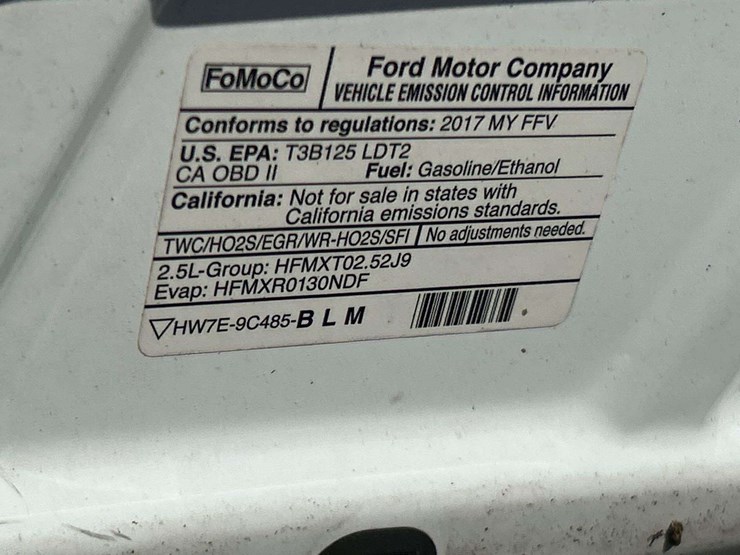 FoMoCo
Ford Motor Company
VEHICLE EMISSION CONTROL INFORMATION
Conforms to regulations: 2017 MY FFV
U.S. EPA: T3B125 LDT2
CA OBD II Fuel: Gasoline/Ethanol
California: Not for sale in states with
California emissions standards.
TWC/HO2S/EGR/WR-HO2S/SFI No adjustments needed.
2.5L-Group: HFMXT02.52J9
Evap: HFMXR0130NDF
HW7E-9C485-B L M